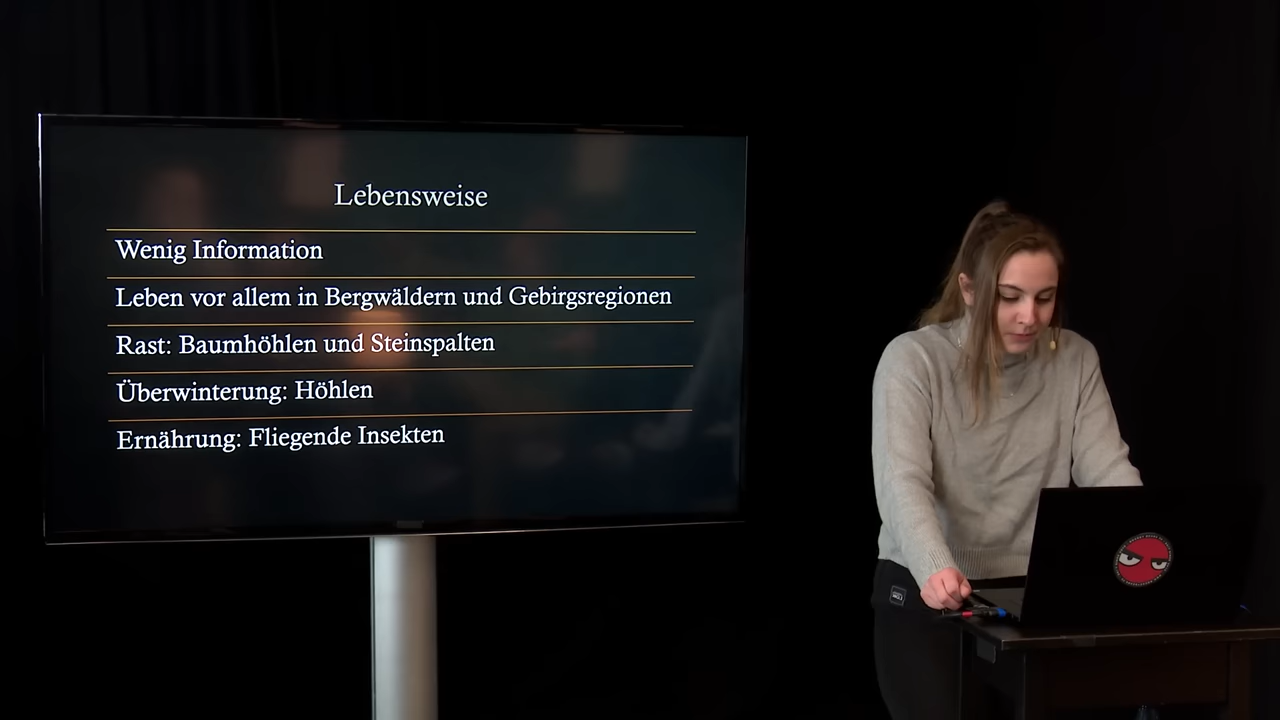 Lebensweise
Wenig Information
Leben vor allem in Bergwäldern und Gebirgsregionen
Rast: Baumhöhlen und Steinspalten
Überwinterung: Höhlen
Ernährung: Fliegende Insekten